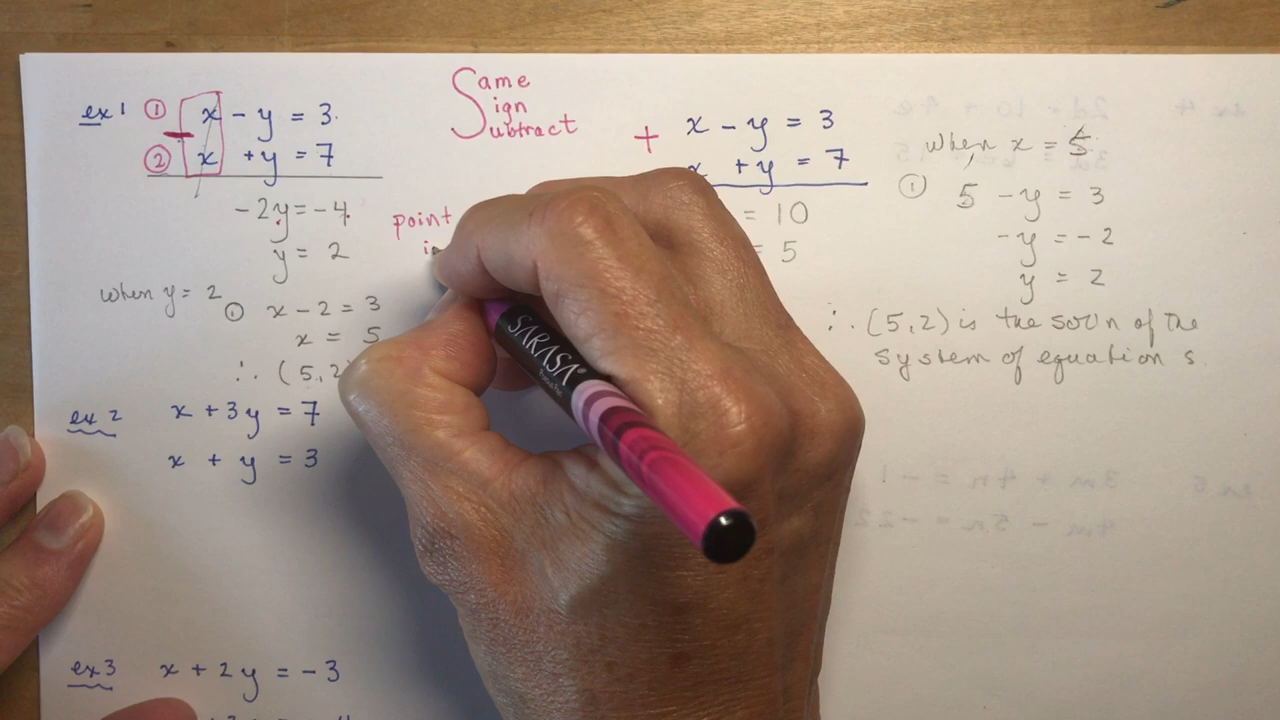 ex 1 ① x - y = 3
② x + y = 7
-2y = -4
y = 2
when y = 2
① x - 2 = 3
x = 5
∴ (5,2)
Same
Sign
Subtract
point
+ x - y = 3
x + y = 7
= 10
= 5
when x = 5
① 5 - y = 3
-y = -2
y = 2
∴ (5,2) is the sol'n of the
system of equation s.
ex 2 x + 3y = 7
x + y = 3
ex 3 x + 2y = -3
SARASA